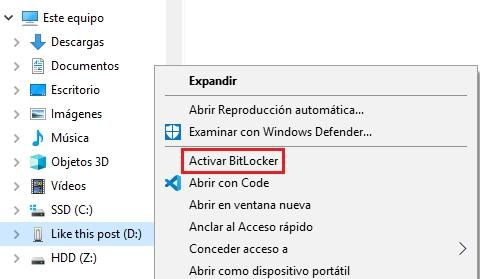 Este equipo
Descargas
Documentos
Escritorio
Imágenes
Música
Objetos 3D
Vídeos
SSD (C:)
Like this post (D:)
HDD (Z:)
Expandir
Abrir Reproducción automática...
Examinar con Windows Defender...
Activar BitLocker
Abrir con Code
Abrir en ventana nueva
Anclar al Acceso rápido
Conceder acceso a
Abrir como dispositivo portátil